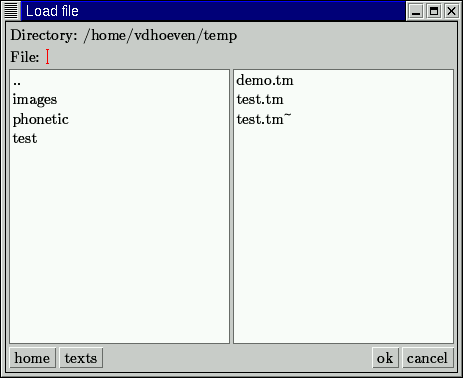 Load file
Directory: /home/vdhoeven/temp
File:
..
images
phonetic
test
demo.tm
test.tm
test.tm~
home texts ok cancel